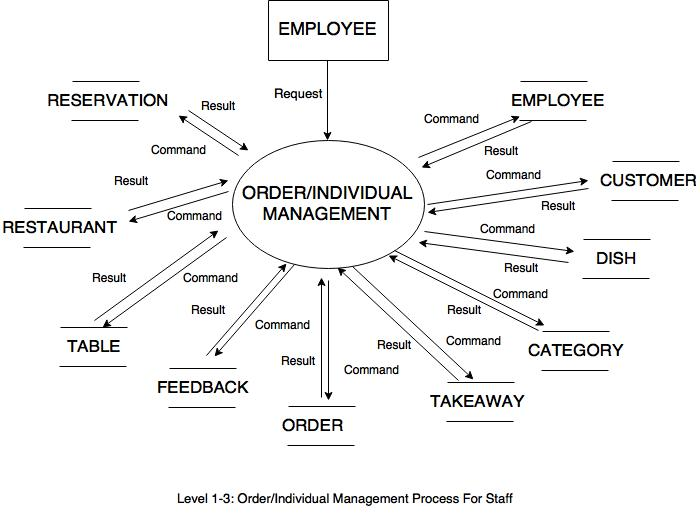 EMPLOYEE
Request
RESERVATION
Result
Command
EMPLOYEE
Command
Result
CUSTOMER
Command
Result
RESTAURANT
Result
Command
ORDER/INDIVIDUAL
MANAGEMENT
DISH
Command
Result
TABLE
Result
Command
CATEGORY
Command
Result
FEEDBACK
Result
Command
ORDER
Result
Command
TAKEAWAY
Result
Command
Level 1-3: Order/Individual Management Process For Staff